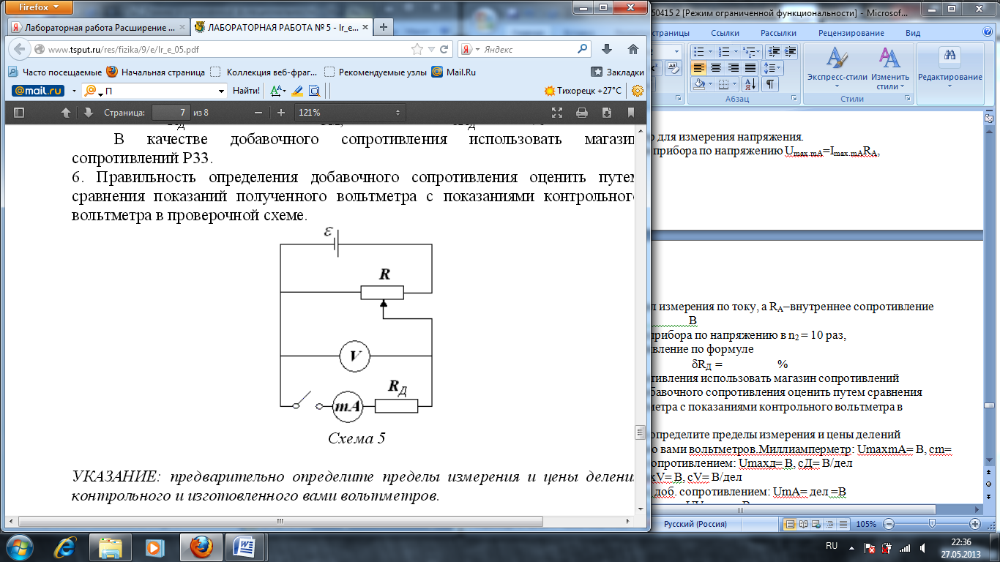 Firefox
Лабораторная работа Расширение ...
ЛАБОРАТОРНАЯ РАБОТА № 5 - lr_e...
www.tsput.ru/res/fizika/9/e/lr_e_05.pdf
Яндекс
Часто посещаемые
Начальная страница
Коллекция веб-фраг...
Рекомендуемые узлы
Mail.Ru
Закладки
@mail.ru
П
Найти!
Тихорецк +27°C
Страница: 7 из 8
121%
В качестве добавочного сопротивления использовать магазин
сопротивлений Р33.
6. Правильность определения добавочного сопротивления оценить путем
сравнения показаний полученного вольтметра с показаниями контрольного
вольтметра в проверочной схеме.
ε
R
V
RД
mA
Схема 5
УКАЗАНИЕ: предварительно определите пределы измерения и цены деления
контрольного и изготовленного вами вольтметров.
50415 2 [Режим ограниченной функциональности] - Microsoft...
страницы
Ссылки
Рассылки
Рецензирование
Вид
Экспресс-стили
Изменить стили
Редактирование
Абзац
Стили
для измерения напряжения.
прибора по напряжению Umax.mA=Imax.mARA,
измерения по току, а RA–внутреннее сопротивление
В
прибора по напряжению в n2 = 10 раз,
вление по формуле
δRД = %
тивления использовать магазин сопротивлений
бавочного сопротивления оценить путем сравнения
метра с показаниями контрольного вольтметра в
определите пределы измерения и цены делений
о вами вольтметров.Миллиамперметр: UmaxmA= В, cm=
сопротивлением: Umaxд= В, сД= В/дел
xV= В, cV= В/дел
доб. сопротивлением: UmA= дел =В
Русский (Россия)
105%
RU
22:36
27.05.2013